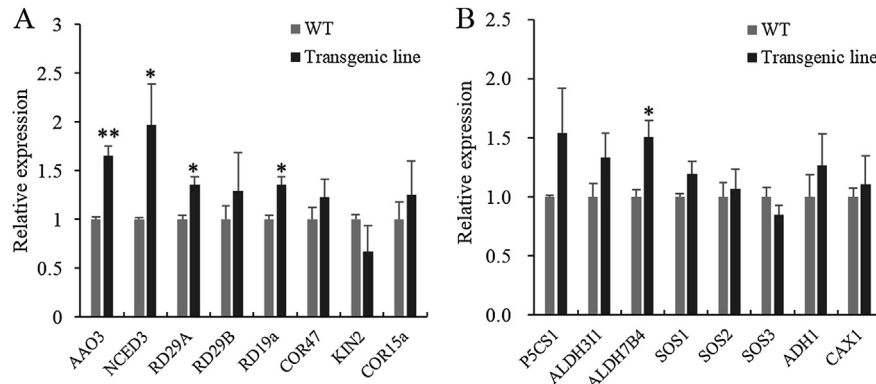 A
Relative expression
3
2.5
2
1.5
1
0.5
0
WT
Transgenic line
**
*
*
*
AAO3
NCED3
RD29A
RD29B
RD19a
COR47
KIN2
COR15a
B
Relative expression
2.5
2.0
1.5
1.0
0.5
0.0
WT
Transgenic line
*
P5CS1
ALDH3I1
ALDH7B4
SOS1
SOS2
SOS3
ADH1
CAX1